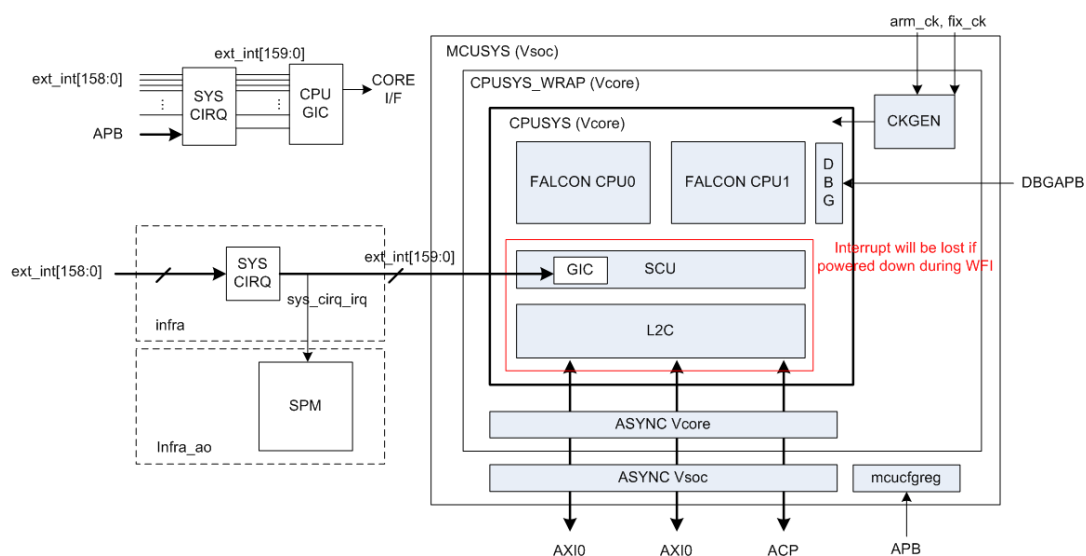 arm_ck, fix_ck
MCUSYS (Vsoc)
ext_int[159:0]
ext_int[158:0]
SYS
CIRQ
CPU
GIC
CORE
I/F
APB
CPUSYS_WRAP (Vcore)
CKGEN
CPUSYS (Vcore)
FALCON CPU0
FALCON CPU1
D
B
G
DBGAPB
Interrupt will be lost if
powered down during WFI
ext_int[158:0]
SYS
CIRQ
ext_int[159:0]
GIC
SCU
sys_cirq_irq
infra
L2C
SPM
Infra_ao
ASYNC Vcore
ASYNC Vsoc
mcucfgreg
AXI0
AXI0
ACP
APB